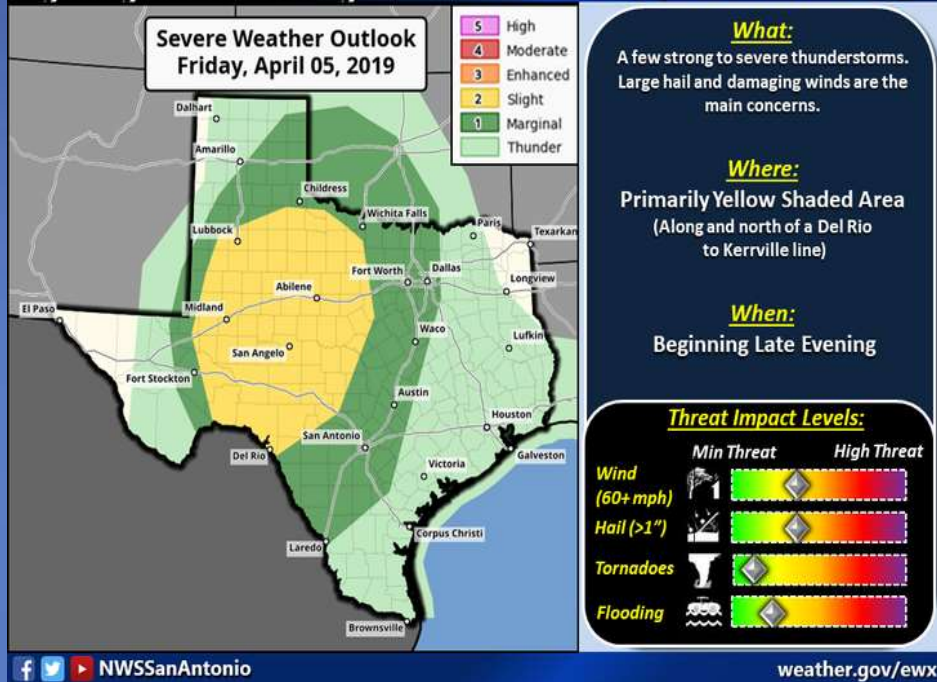 Severe Weather Outlook
Friday, April 05, 2019
5 High
4 Moderate
3 Enhanced
2 Slight
1 Marginal
Thunder
Dalhart
Amarillo
Childress
Wichita Falls
Paris
Texarkan
Lubbock
Fort Worth
Dallas
Longview
Abilene
El Paso
Midland
Waco
Lufkin
San Angelo
Fort Stockton
Austin
Houston
San Antonio
Del Rio
Galveston
Victoria
Corpus Christi
Laredo
Brownsville
What:
A few strong to severe thunderstorms.
Large hail and damaging winds are the
main concerns.
Where:
Primarily Yellow Shaded Area
(Along and north of a Del Rio
to Kerrville line)
When:
Beginning Late Evening
Threat Impact Levels:
Min Threat High Threat
Wind
(60+ mph)
Hail (>1")
Tornadoes
Flooding
NWSSanAntonio
weather.gov/ewx